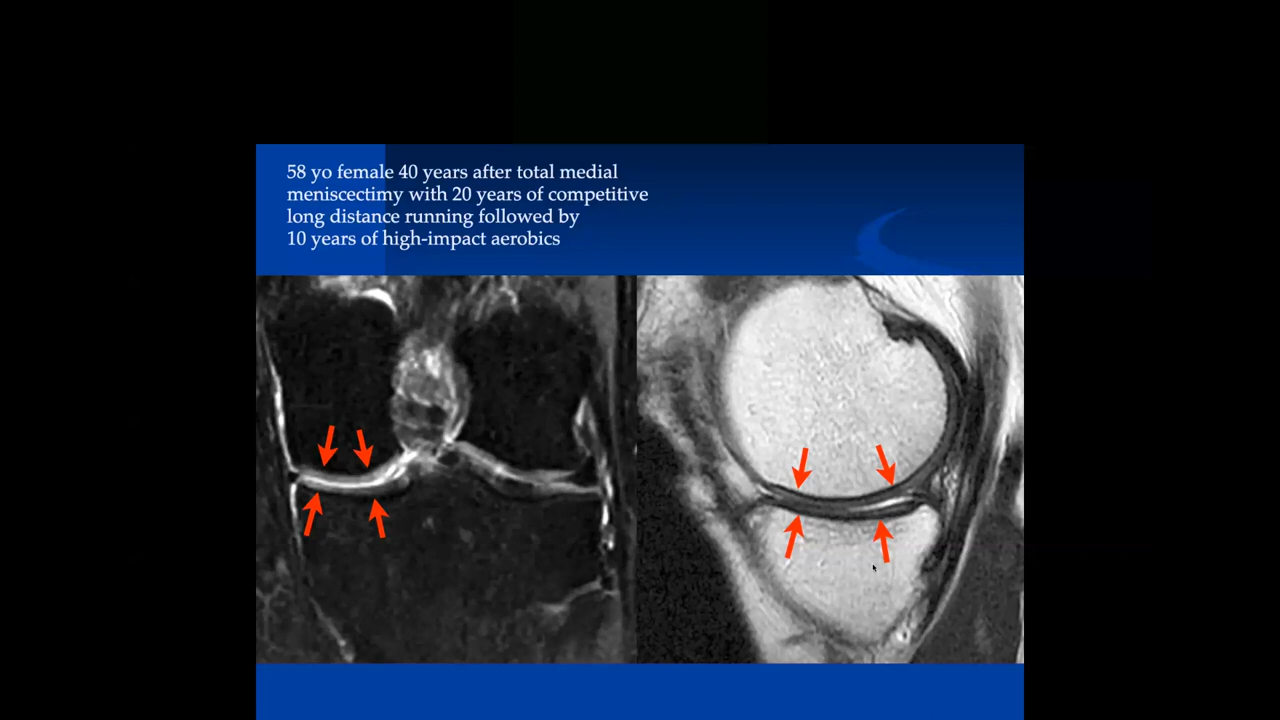 58 yo female 40 years after total medial
meniscectimy with 20 years of competitive
long distance running followed by
10 years of high-impact aerobics